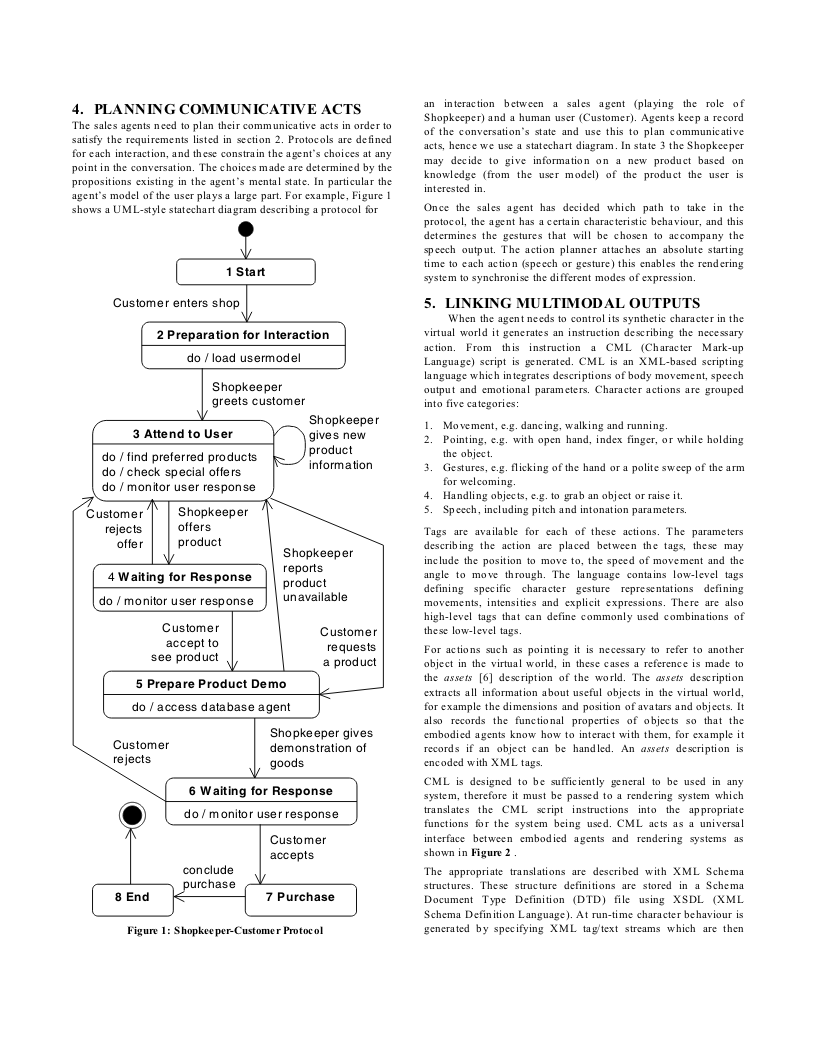 4. PLANNING COMMUNICATIVE ACTS
The sales agents need to plan their communicative acts in order to
satisfy the requirements listed in section 2. Protocols are defined
for each interaction, and these constrain the agent's choices at any
point in the conversation. The choices made are determined by the
propositions existing in the agent's mental state. In particular the
agent's model of the user plays a large part. For example, Figure 1
shows a UML-style statechart diagram describing a protocol for
1 Start
Customer enters shop
2 Preparation for Interaction
do / load usermodel
Shopkeeper
greets customer
3 Attend to User
do / find preferred products
do / check special offers
do / monitor user response
Shopkeeper
gives new
product
information
Customer
rejects
offer
Shopkeeper
offers
product
Shopkeeper
reports
product
unavailable
4 Waiting for Response
do / monitor user response
Customer
accept to
see product
Customer
requests
a product
5 Prepare Product Demo
do / access database agent
Shopkeeper gives
demonstration of
goods
Customer
rejects
6 Waiting for Response
do / monitor user response
Customer
accepts
conclude
purchase
8 End
7 Purchase
Figure 1: Shopkeeper-Customer Protocol
an interaction between a sales agent (playing the role of
Shopkeeper) and a human user (Customer). Agents keep a record
of the conversation's state and use this to plan communicative
acts, hence we use a statechart diagram. In state 3 the Shopkeeper
may decide to give information on a new product based on
knowledge (from the user model) of the product the user is
interested in.
Once the sales agent has decided which path to take in the
protocol, the agent has a certain characteristic behaviour, and this
determines the gestures that will be chosen to accompany the
speech output. The action planner attaches an absolute starting
time to each action (speech or gesture) this enables the rendering
system to synchronise the different modes of expression.
5. LINKING MULTIMODAL OUTPUTS
When the agent needs to control its synthetic character in the
virtual world it generates an instruction describing the necessary
action. From this instruction a CML (Character Mark-up
Language) script is generated. CML is an XML-based scripting
language which integrates descriptions of body movement, speech
output and emotional parameters. Character actions are grouped
into five categories:
1. Movement, e.g. dancing, walking and running.
2. Pointing, e.g. with open hand, index finger, or while holding
the object.
3. Gestures, e.g. flicking of the hand or a polite sweep of the arm
for welcoming.
4. Handling objects, e.g. to grab an object or raise it.
5. Speech, including pitch and intonation parameters.
Tags are available for each of these actions. The parameters
describing the action are placed between the tags, these may
include the position to move to, the speed of movement and the
angle to move through. The language contains low-level tags
defining specific character gesture representations defining
movements, intensities and explicit expressions. There are also
high-level tags that can define commonly used combinations of
these low-level tags.
For actions such as pointing it is necessary to refer to another
object in the virtual world, in these cases a reference is made to
the assets [6] description of the world. The assets description
extracts all information about useful objects in the virtual world,
for example the dimensions and position of avatars and objects. It
also records the functional properties of objects so that the
embodied agents know how to interact with them, for example it
records if an object can be handled. An assets description is
encoded with XML tags.
CML is designed to be sufficiently general to be used in any
system, therefore it must be passed to a rendering system which
translates the CML script instructions into the appropriate
functions for the system being used. CML acts as a universal
interface between embodied agents and rendering systems as
shown in Figure 2 .
The appropriate translations are described with XML Schema
structures. These structure definitions are stored in a Schema
Document Type Definition (DTD) file using XSDL (XML
Schema Definition Language). At run-time character behaviour is
generated by specifying XML tag/text streams which are then